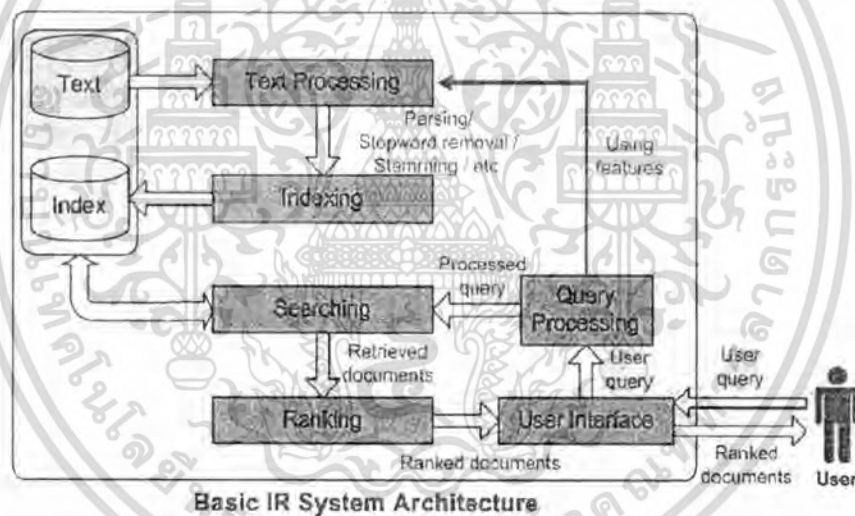 Text
Text Processing
Parsing/
Stopword removal /
Stemming / etc
Using
features
Index
Indexing
Processed
query
Searching
Query
Processing
Retrieved
documents
User
query
User
query
Ranking
User Interface
Ranked documents
Ranked
documents
User
Basic IR System Architecture